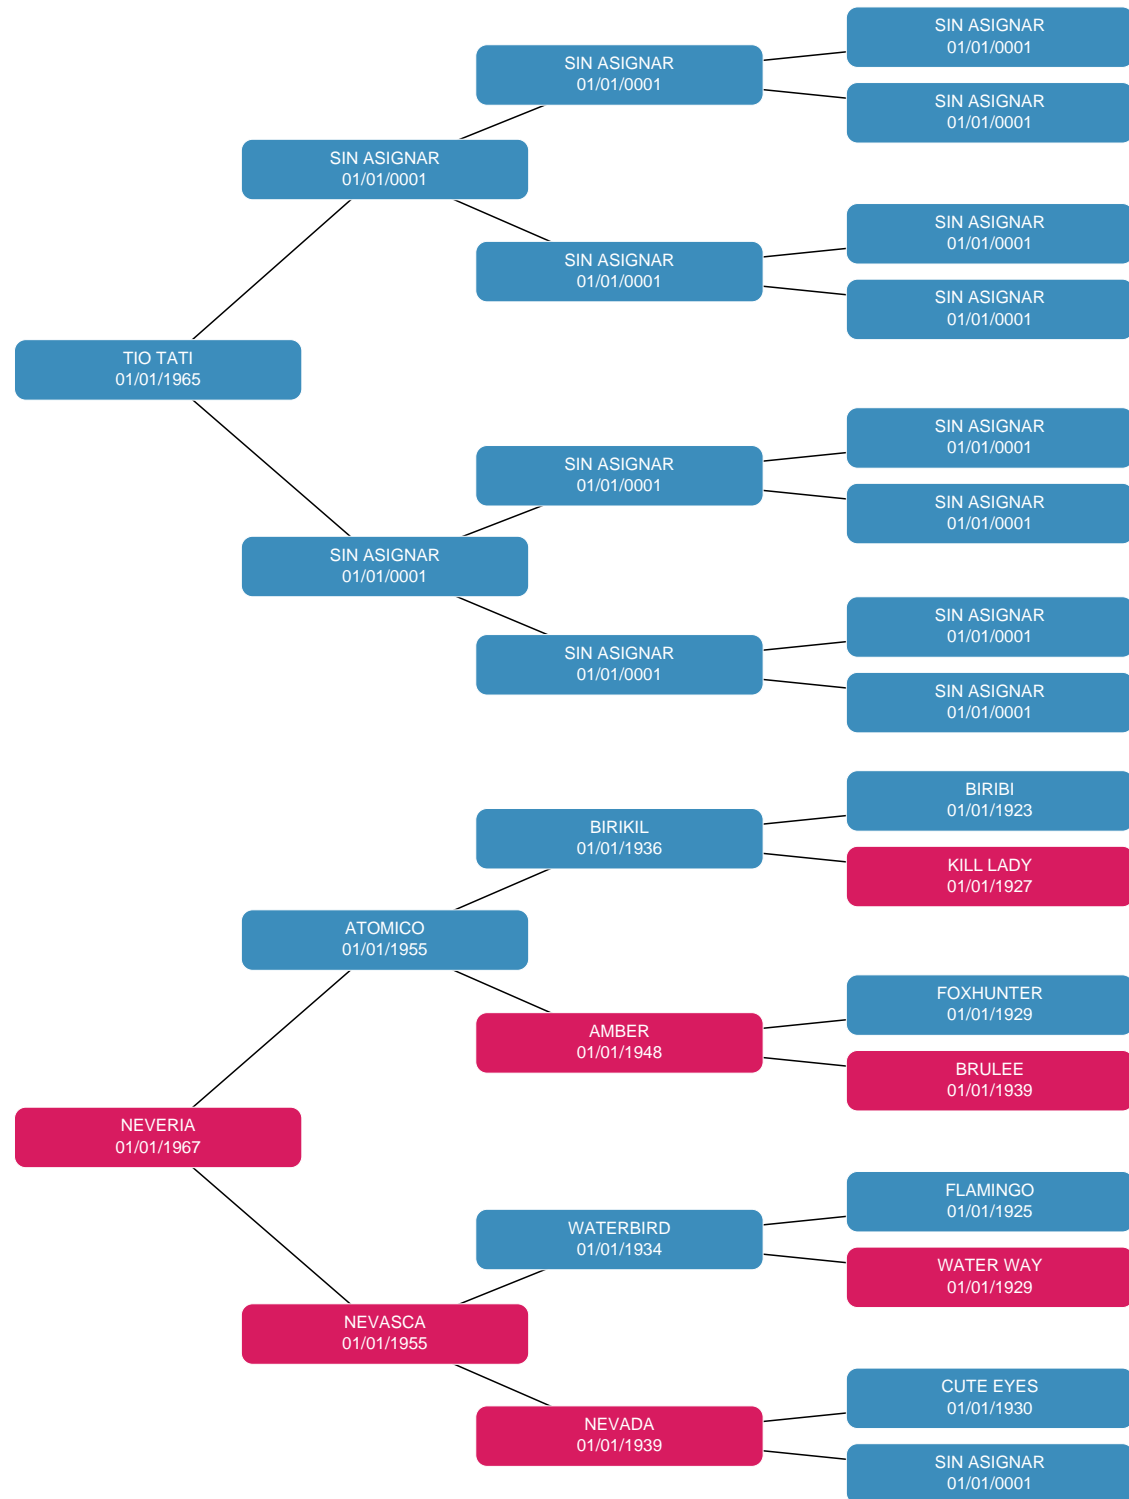 SIN ASIGNAR
01/01/0001
SIN ASIGNAR
01/01/0001
SIN ASIGNAR
01/01/0001
SIN ASIGNAR
01/01/0001
SIN ASIGNAR
01/01/0001
SIN ASIGNAR
01/01/0001
SIN ASIGNAR
01/01/0001
TIO TATI
01/01/1965
SIN ASIGNAR
01/01/0001
SIN ASIGNAR
01/01/0001
SIN ASIGNAR
01/01/0001
SIN ASIGNAR
01/01/0001
SIN ASIGNAR
01/01/0001
SIN ASIGNAR
01/01/0001
SIN ASIGNAR
01/01/0001
BIRIBI
01/01/1923
BIRIKIL
01/01/1936
KILL LADY
01/01/1927
ATOMICO
01/01/1955
FOXHUNTER
01/01/1929
AMBER
01/01/1948
BRULEE
01/01/1939
NEVERIA
01/01/1967
FLAMINGO
01/01/1925
WATERBIRD
01/01/1934
WATER WAY
01/01/1929
NEVASCA
01/01/1955
CUTE EYES
01/01/1930
NEVADA
01/01/1939
SIN ASIGNAR
01/01/0001